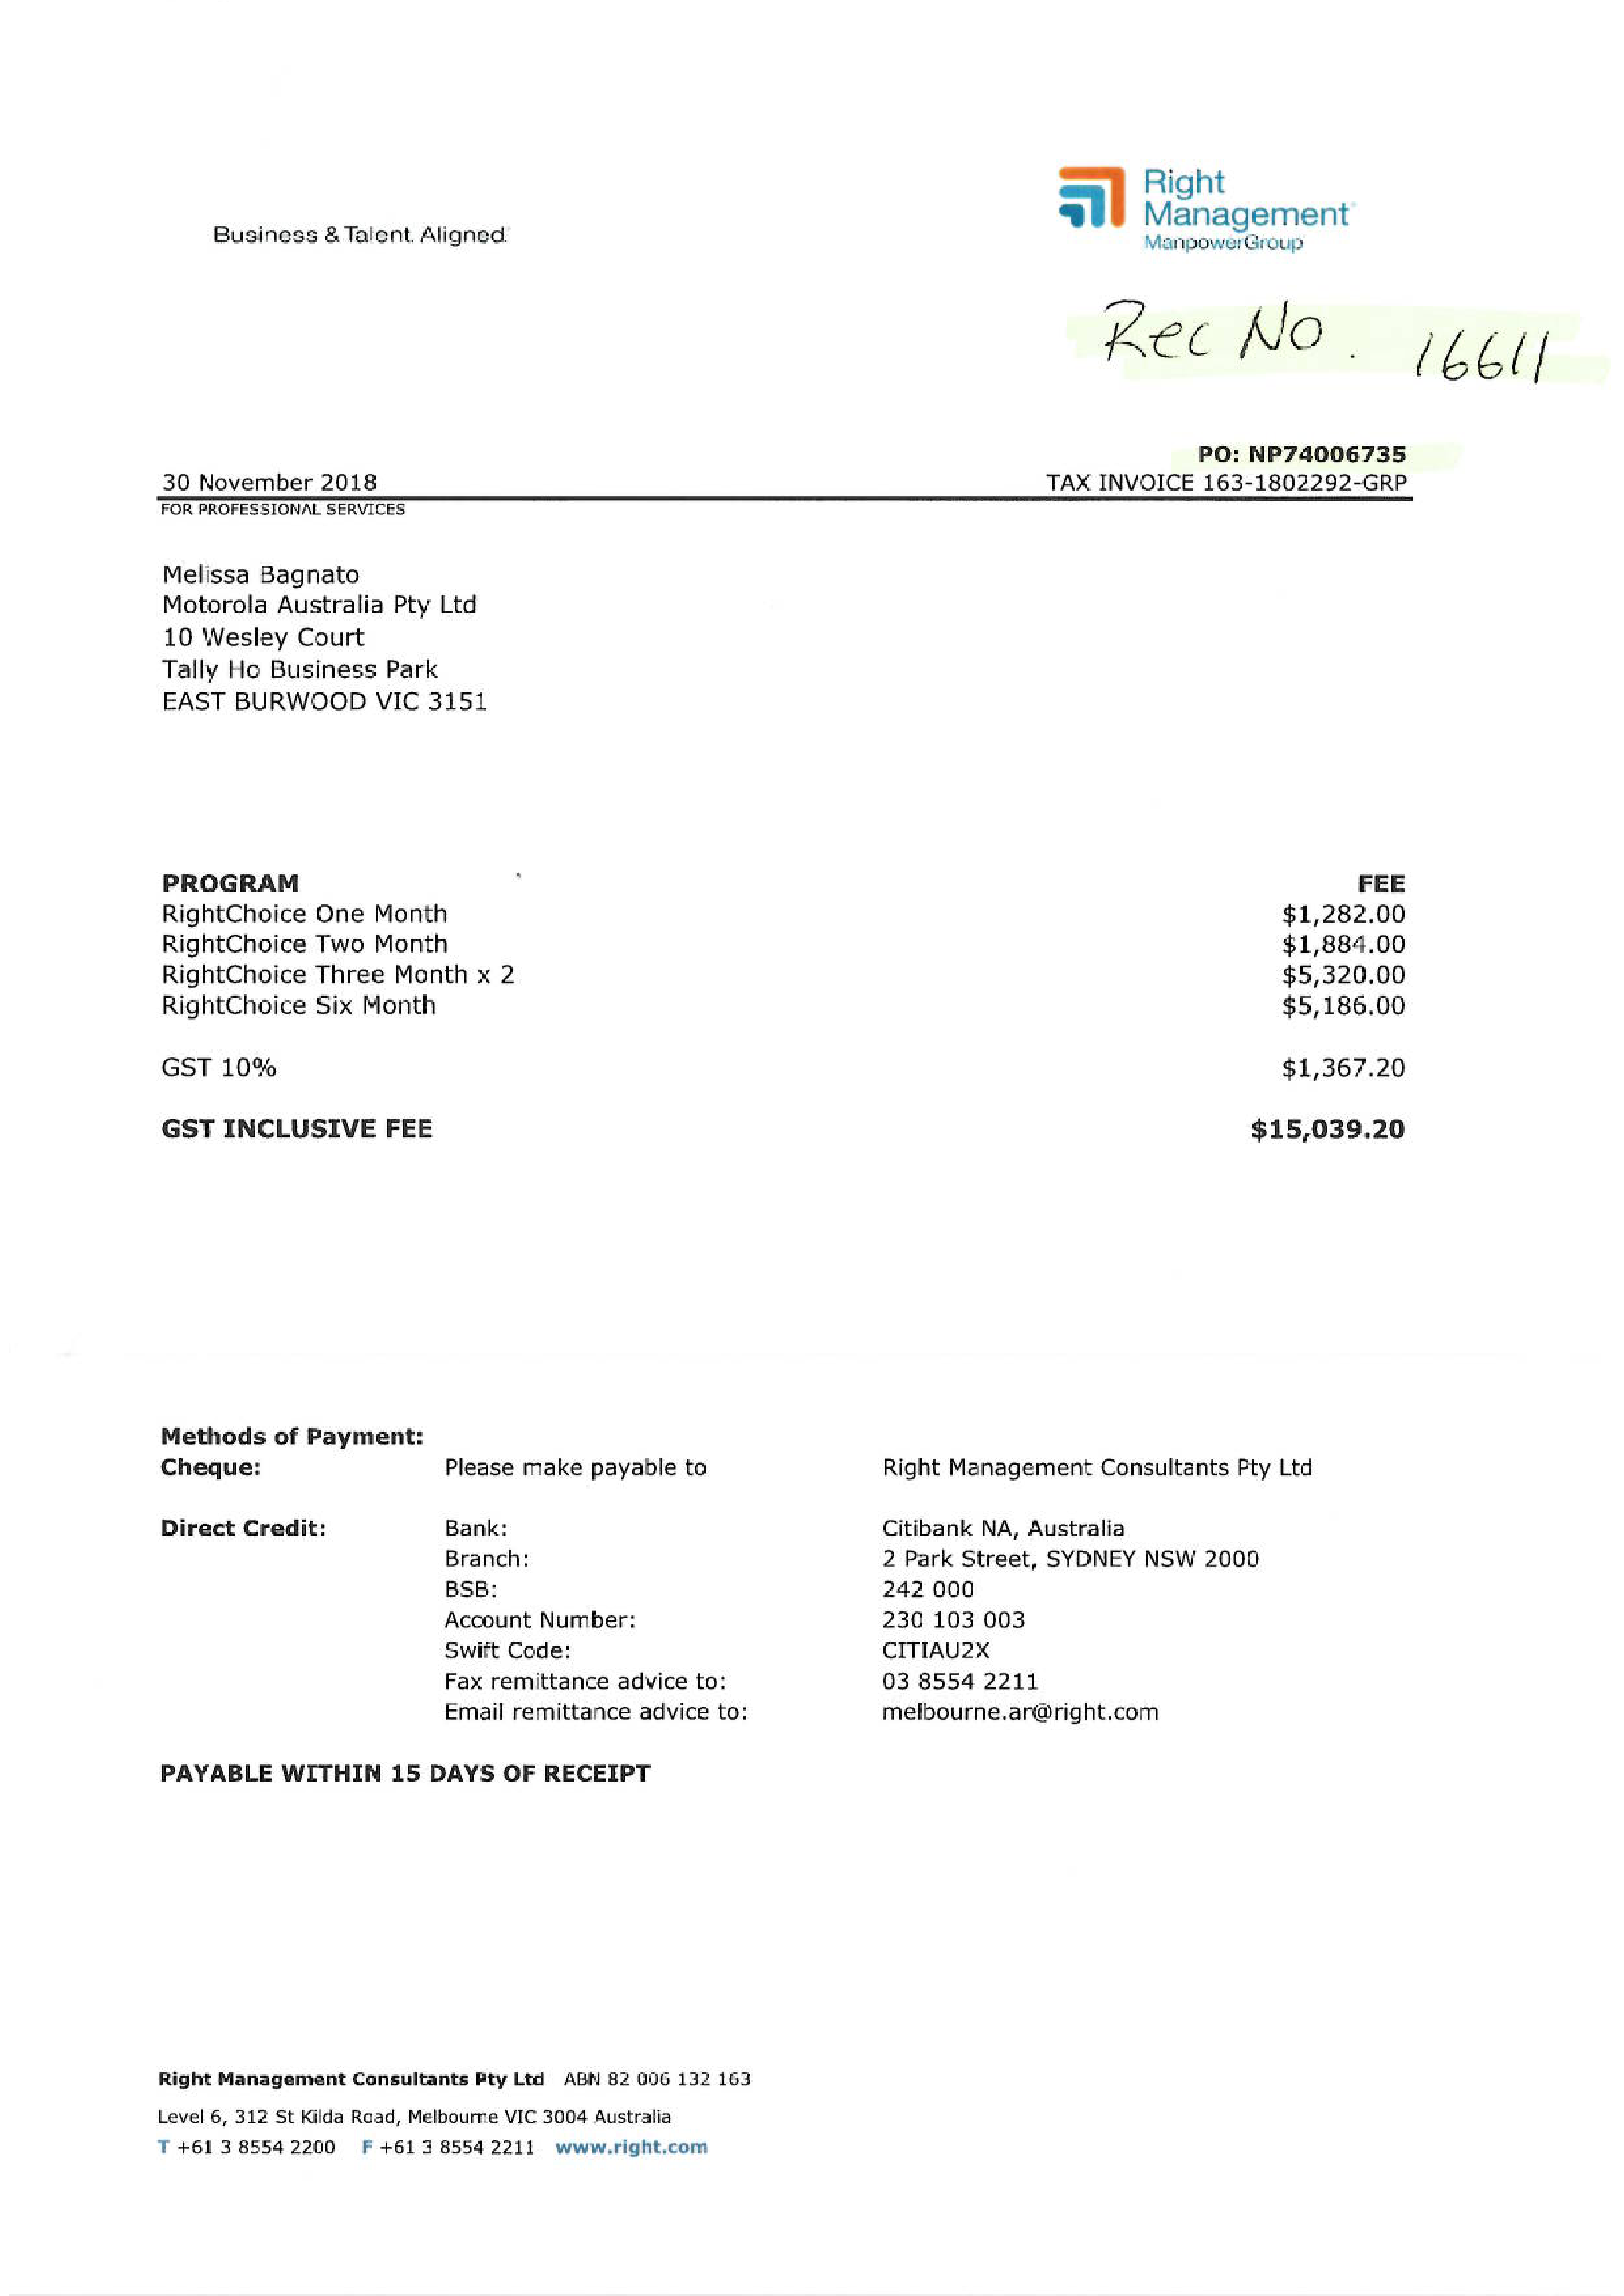 Right
Management
ManpowerGroup
Business & Talent. Aligned.
Rec No. 16611
PO: NP74006735
30 November 2018 TAX INVOICE 163-1802292-GRP
FOR PROFESSIONAL SERVICES
Melissa Bagnato
Motorola Australia Pty Ltd
10 Wesley Court
Tally Ho Business Park
EAST BURWOOD VIC 3151
PROGRAM FEE
RightChoice One Month $1,282.00
RightChoice Two Month $1,884.00
RightChoice Three Month x 2 $5,320.00
RightChoice Six Month $5,186.00
GST 10% $1,367.20
GST INCLUSIVE FEE $15,039.20
Methods of Payment:
Cheque: Please make payable to Right Management Consultants Pty Ltd
Direct Credit: Bank: Citibank NA, Australia
Branch: 2 Park Street, SYDNEY NSW 2000
BSB: 242 000
Account Number: 230 103 003
Swift Code: CITIAU2X
Fax remittance advice to: 03 8554 2211
Email remittance advice to: melbourne.ar@right.com
PAYABLE WITHIN 15 DAYS OF RECEIPT
Right Management Consultants Pty Ltd ABN 82 006 132 163
Level 6, 312 St Kilda Road, Melbourne VIC 3004 Australia
T +61 3 8554 2200 F +61 3 8554 2211 www.right.com